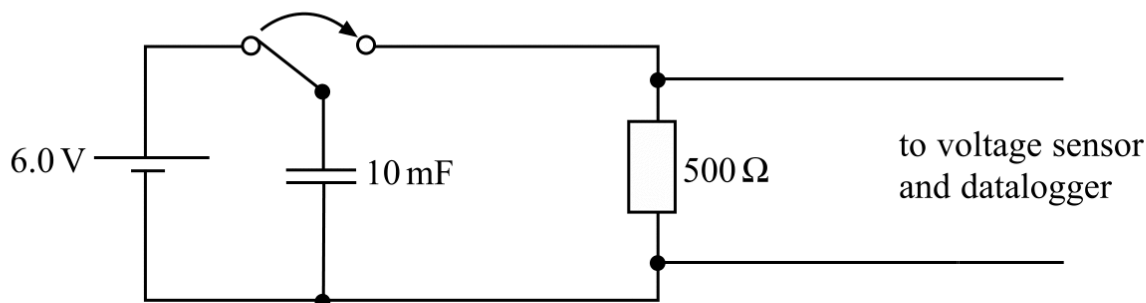 6.0 V
10 mF
500 Ω
to voltage sensor
and datalogger